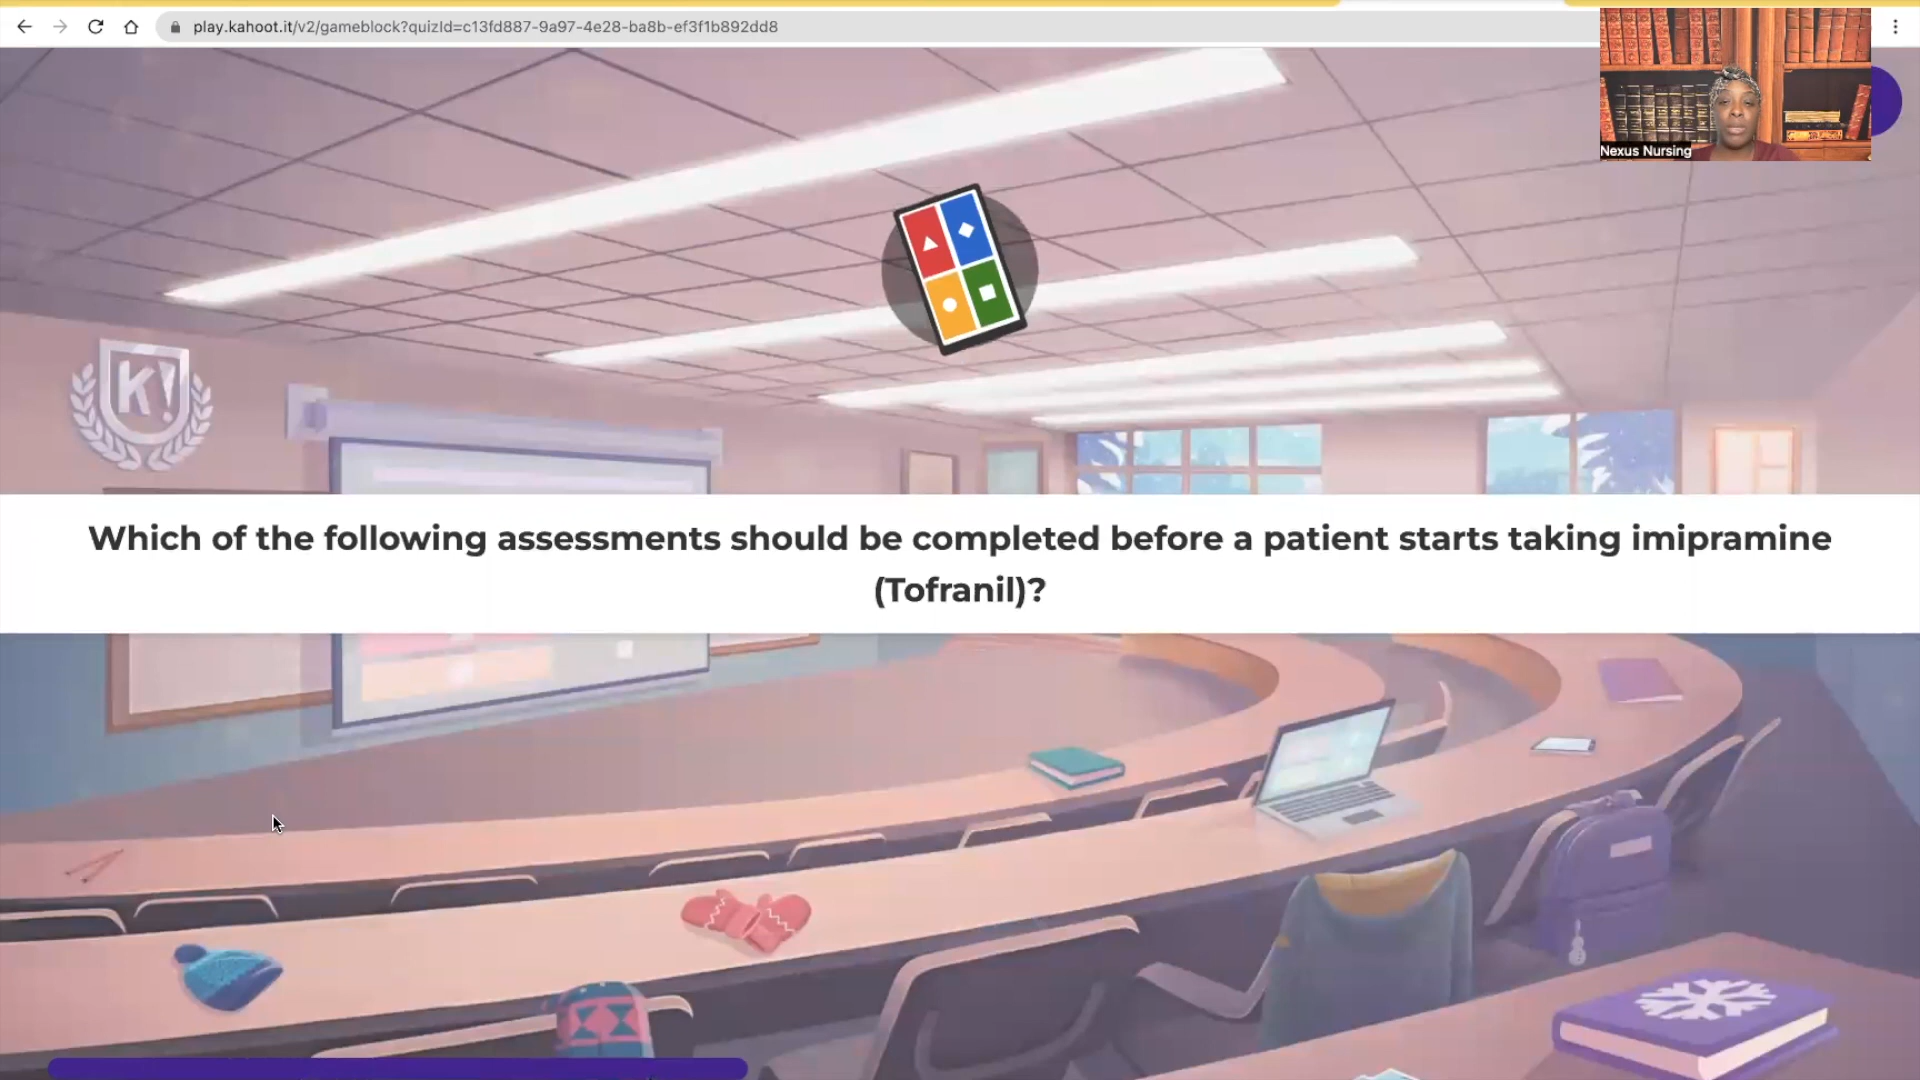 play.kahoot.it/v2/gameblock?quizId=c13fd887-9a97-4e28-ba8b-ef3f1b892dd8
Nexus Nursing
K!
Which of the following assessments should be completed before a patient starts taking imipramine
(Tofranil)?